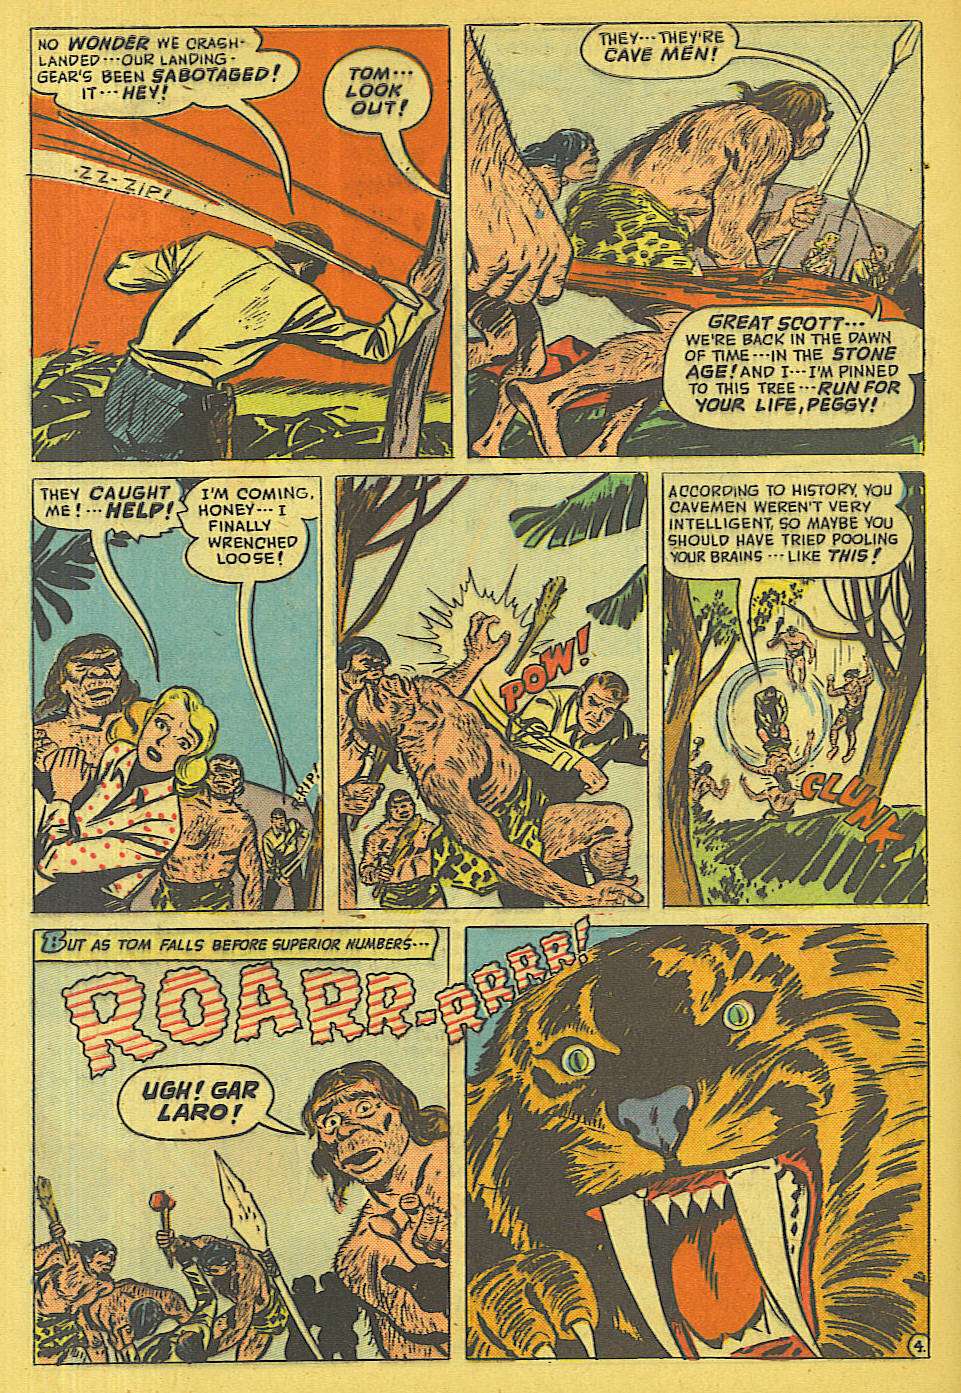 NO WONDER WE CRASH-
LANDED---OUR LANDING-
GEAR'S BEEN SABOTAGED!
IT---HEY!
TOM---
LOOK
OUT!
ZZ-ZIP!
THEY---THEY'RE
CAVE MEN!
GREAT SCOTT---
WE'RE BACK IN THE DAWN
OF TIME---IN THE STONE
AGE! AND I---I'M PINNED
TO THIS TREE---RUN FOR
YOUR LIFE, PEGGY!
THEY CAUGHT
ME!---HELP!
I'M COMING,
HONEY---I
FINALLY
WRENCHED
LOOSE!
RRIP!
POW!
ACCORDING TO HISTORY, YOU
CAVEMEN WEREN'T VERY
INTELLIGENT, SO MAYBE YOU
SHOULD HAVE TRIED POOLING
YOUR BRAINS---LIKE THIS!
CLUNK
BUT AS TOM FALLS BEFORE SUPERIOR NUMBERS---
ROARR-RRRR!
UGH! GAR
LARO!
4.